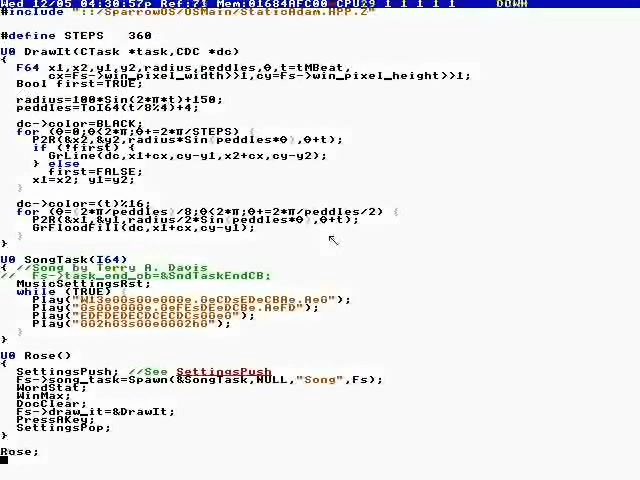 Wed 12/05 04:30:57p Ref:71 Mem:01684AFC00 CPU29 1 1 1 1 1 DOWN
#include "::/SparrowOS/OSMain/StaticAdam.HPP.Z"
#define STEPS 360
U0 DrawIt(CTask *task,CDC *dc)
{
F64 x1,x2,y1,y2,radius,peddles,θ,t=tMBeat,
cx=Fs->win_pixel_width>>1,cy=Fs->win_pixel_height>>1;
Bool first=TRUE;
radius=100*Sin(2*π*t)+150;
peddles=ToI64(t/8%4)+4;
dc->color=BLACK;
for (θ=0;θ<2*π;θ+=2*π/STEPS) {
P2R(&x2,&y2,radius*Sin(peddles*θ),θ+t);
if (!first) {
GrLine(dc,x1+cx,cy-y1,x2+cx,cy-y2);
} else
first=FALSE;
x1=x2; y1=y2;
}
dc->color=(t)%16;
for (θ=(2*π/peddles)/8;θ<2*π;θ+=2*π/peddles/2) {
P2R(&x1,&y1,radius/2*Sin(peddles*θ),θ+t);
GrFloodFill(dc,x1+cx,cy-y1);
}
}
U0 SongTask(I64)
{ //Song by Terry A. Davis
// Fs->task_end_cb=&SndTaskEndCB;
MusicSettingsRst;
while (TRUE) {
}
}
U0 Rose()
{
SettingsPush; //See SettingsPush
Fs->song_task=Spawn(&SongTask,NULL,"Song",Fs);
WordStat;
WinMax;
DocClear;
Fs->draw_it=&DrawIt;
PressAKey;
SettingsPop;
}
Rose;